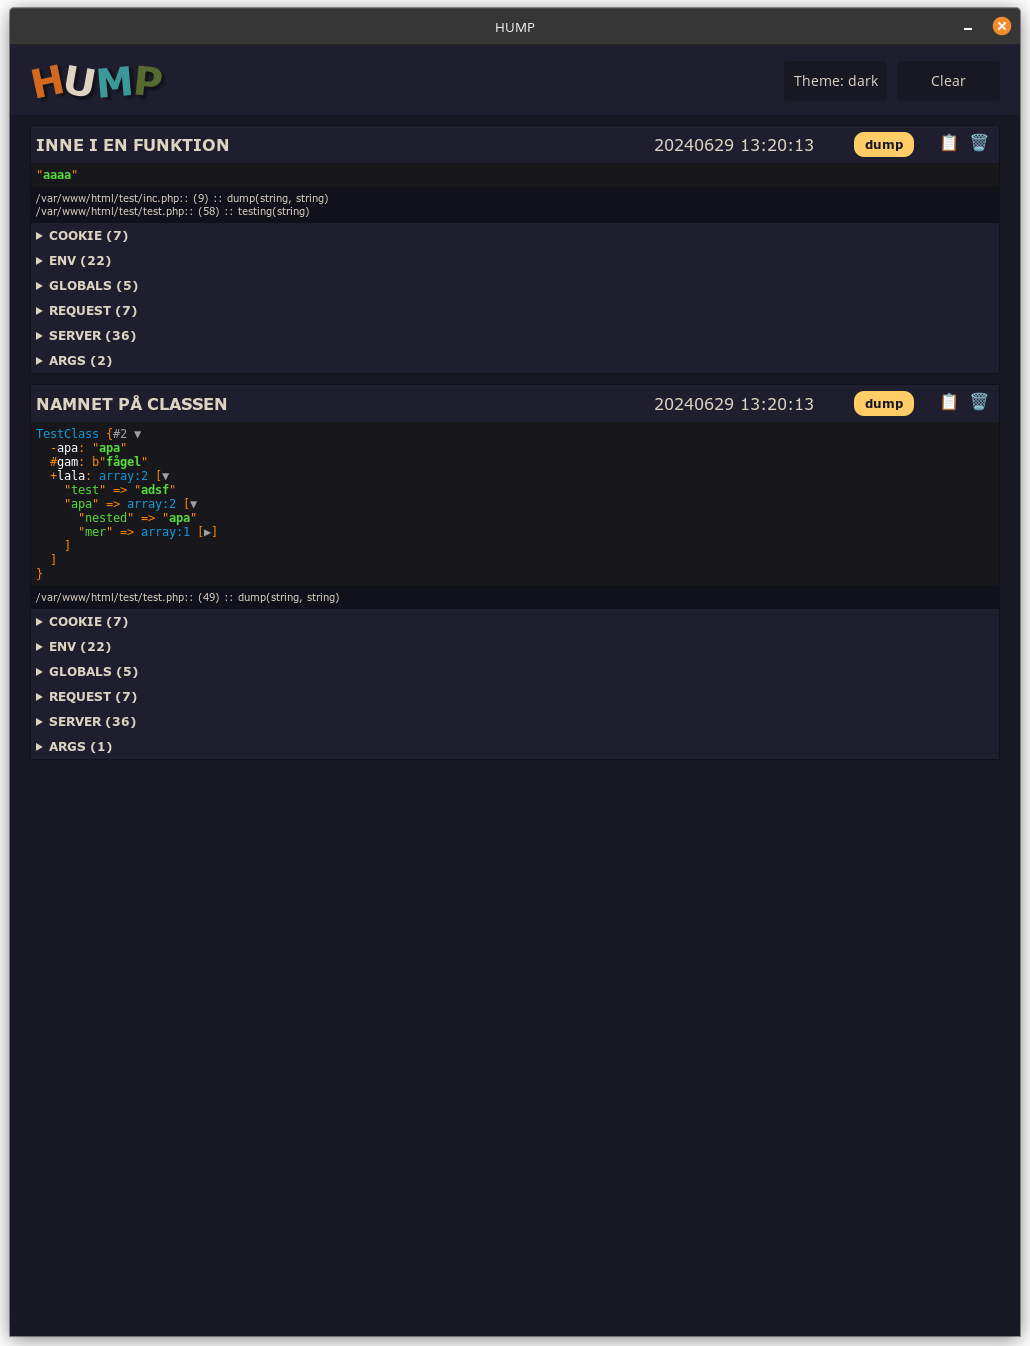 HUMP
HUMP
Theme: dark
Clear
INNE I EN FUNKTION
20240629 13:20:13
dump
"aaaa"
/var/www/html/test/inc.php:: (9) :: dump(string, string)
/var/www/html/test/test.php:: (58) :: testing(string)
▶ COOKIE (7)
▶ ENV (22)
▶ GLOBALS (5)
▶ REQUEST (7)
▶ SERVER (36)
▶ ARGS (2)
NAMNET PÅ CLASSEN
20240629 13:20:13
dump
TestClass {#2 ▼
-apa: "apa"
#gam: b"fågel"
+lala: array:2 [▼
"test" => "adsf"
"apa" => array:2 [▼
"nested" => "apa"
"mer" => array:1 [▶]
]
]
}
/var/www/html/test/test.php:: (49) :: dump(string, string)
▶ COOKIE (7)
▶ ENV (22)
▶ GLOBALS (5)
▶ REQUEST (7)
▶ SERVER (36)
▶ ARGS (1)